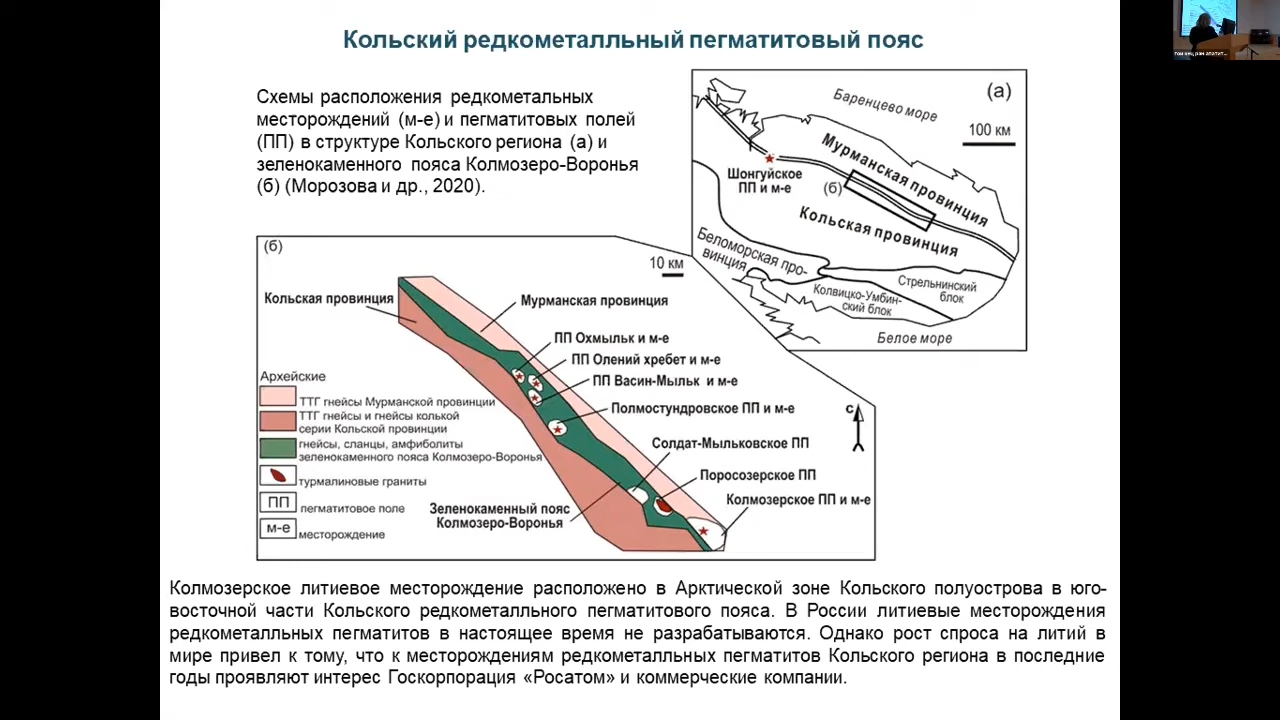 Кольский редкометалльный пегматитовый пояс
Схемы расположения редкометальных
месторождений (м-е) и пегматитовых полей
(ПП) в структуре Кольского региона (а) и
зеленокаменного пояса Колмозеро-Воронья
(б) (Морозова и др., 2020).
(а)
Баренцево море
100 км
Мурманская провинция
Шонгуйское
ПП и м-е
(б)
Кольская провинция
Беломорская про-
винция
Стрельнинский
блок
Колвицко-Умбин-
ский блок
Белое море
(б)
10 км
Кольская провинция
Мурманская провинция
ПП Охмыльк и м-е
ПП Олений хребет и м-е
ПП Васин-Мыльк и м-е
Полмостундровское ПП и м-е
Солдат-Мыльковское ПП
Поросозерское ПП
Колмозерское ПП и м-е
Зеленокаменный пояс
Колмозеро-Воронья
с
Архейские
ТТГ гнейсы Мурманской провинции
ТТГ гнейсы и гнейсы колькой
серии Кольской провинции
гнейсы, сланцы, амфиболиты
зеленокаменного пояса Колмозеро-Воронья
турмалиновые граниты
ПП пегматитовое поле
м-е месторождение
Колмозерское литиевое месторождение расположено в Арктической зоне Кольского полуострова в юго-
восточной части Кольского редкометалльного пегматитового пояса. В России литиевые месторождения
редкометалльных пегматитов в настоящее время не разрабатываются. Однако рост спроса на литий в
мире привел к тому, что к месторождениям редкометалльных пегматитов Кольского региона в последние
годы проявляют интерес Госкорпорация «Росатом» и коммерческие компании.